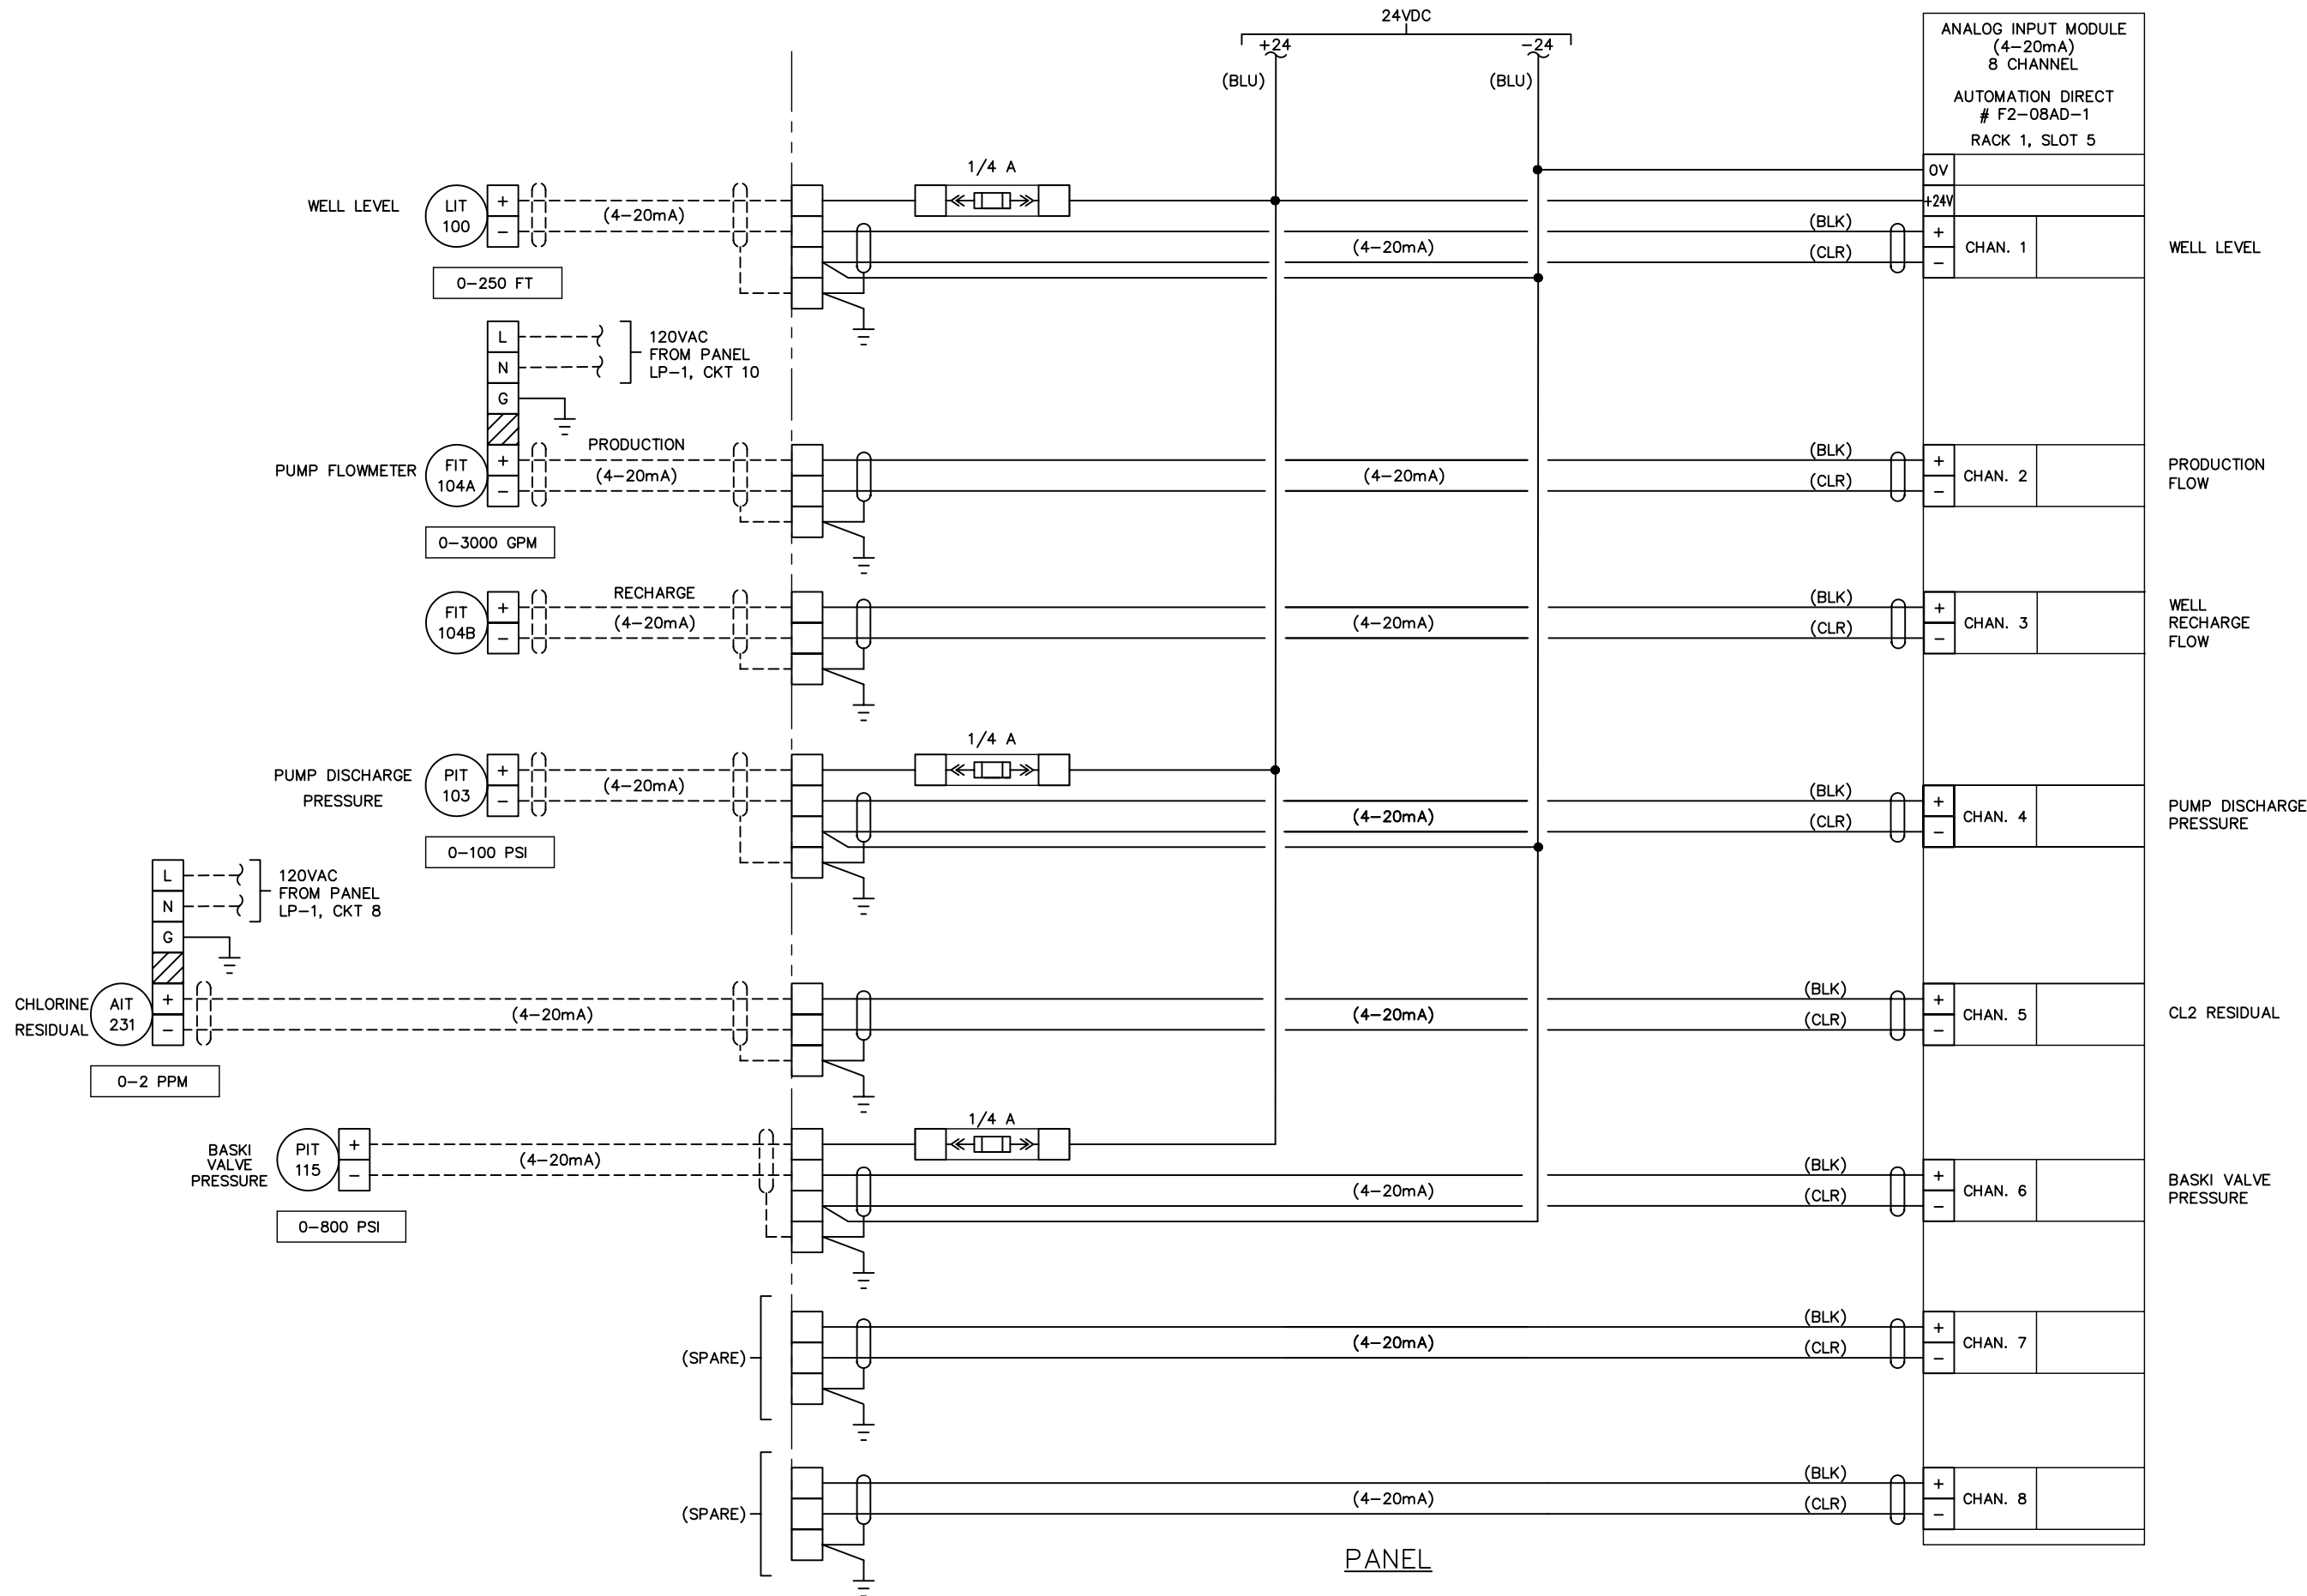 24VDC
+24
-24
(BLU)
(BLU)
ANALOG INPUT MODULE
(4-20mA)
8 CHANNEL
AUTOMATION DIRECT
# F2-08AD-1
RACK 1, SLOT 5
0V
+24V
WELL LEVEL
LIT
100
+
-
(4-20mA)
0-250 FT
1/4 A
(4-20mA)
(BLK)
(CLR)
+
-
CHAN. 1
WELL LEVEL
L
N
G
120VAC
FROM PANEL
LP-1, CKT 10
PUMP FLOWMETER
FIT
104A
+
-
PRODUCTION
(4-20mA)
0-3000 GPM
(4-20mA)
(BLK)
(CLR)
+
-
CHAN. 2
PRODUCTION
FLOW
FIT
104B
+
-
RECHARGE
(4-20mA)
(4-20mA)
(BLK)
(CLR)
+
-
CHAN. 3
WELL
RECHARGE
FLOW
PUMP DISCHARGE
PRESSURE
PIT
103
+
-
(4-20mA)
0-100 PSI
1/4 A
(4-20mA)
(BLK)
(CLR)
+
-
CHAN. 4
PUMP DISCHARGE
PRESSURE
L
N
G
120VAC
FROM PANEL
LP-1, CKT 8
CHLORINE
RESIDUAL
AIT
231
+
-
(4-20mA)
0-2 PPM
(4-20mA)
(BLK)
(CLR)
+
-
CHAN. 5
CL2 RESIDUAL
BASKI
VALVE
PRESSURE
PIT
115
+
-
(4-20mA)
0-800 PSI
1/4 A
(4-20mA)
(BLK)
(CLR)
+
-
CHAN. 6
BASKI VALVE
PRESSURE
(SPARE)
(4-20mA)
(BLK)
(CLR)
+
-
CHAN. 7
(SPARE)
(4-20mA)
(BLK)
(CLR)
+
-
CHAN. 8
PANEL